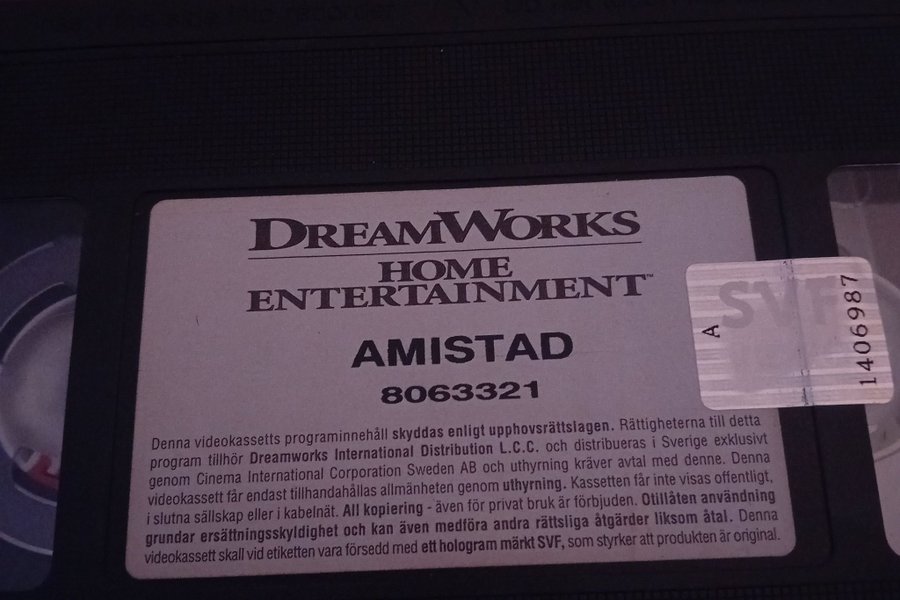 DREAMWORKS
HOME
ENTERTAINMENT™
AMISTAD
8063321
SVF
A
1406987
Denna videokassetts programinnehåll skyddas enligt upphovsrättslagen. Rättigheterna till detta
program tillhör Dreamworks International Distribution L.C.C. och distribueras i Sverige exklusivt
genom Cinema International Corporation Sweden AB och uthyrning kräver avtal med denne. Denna
videokassett får endast tillhandahållas allmänheten genom uthyrning. Kassetten får inte visas offentligt,
i slutna sällskap eller i kabelnät. All kopiering - även för privat bruk är förbjuden. Otillåten användning
grundar ersättningsskyldighet och kan även medföra andra rättsliga åtgärder liksom åtal. Denna
videokassett skall vid etiketten vara försedd med ett hologram märkt SVF, som styrker att produkten är original.